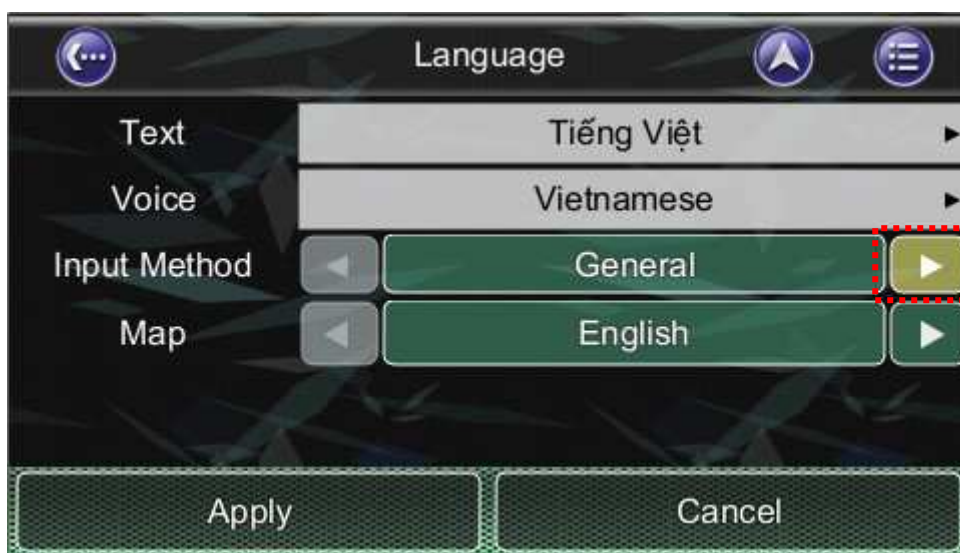 Language
Text Tiếng Việt
Voice Vietnamese
Input Method General
Map English
Apply Cancel